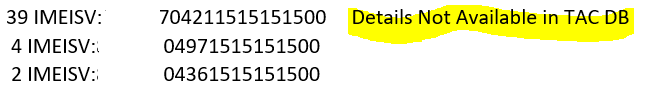 39 IMEISV: 704211515151500 Details Not Available in TAC DB
4 IMEISV: 04971515151500
2 IMEISV: 04361515151500